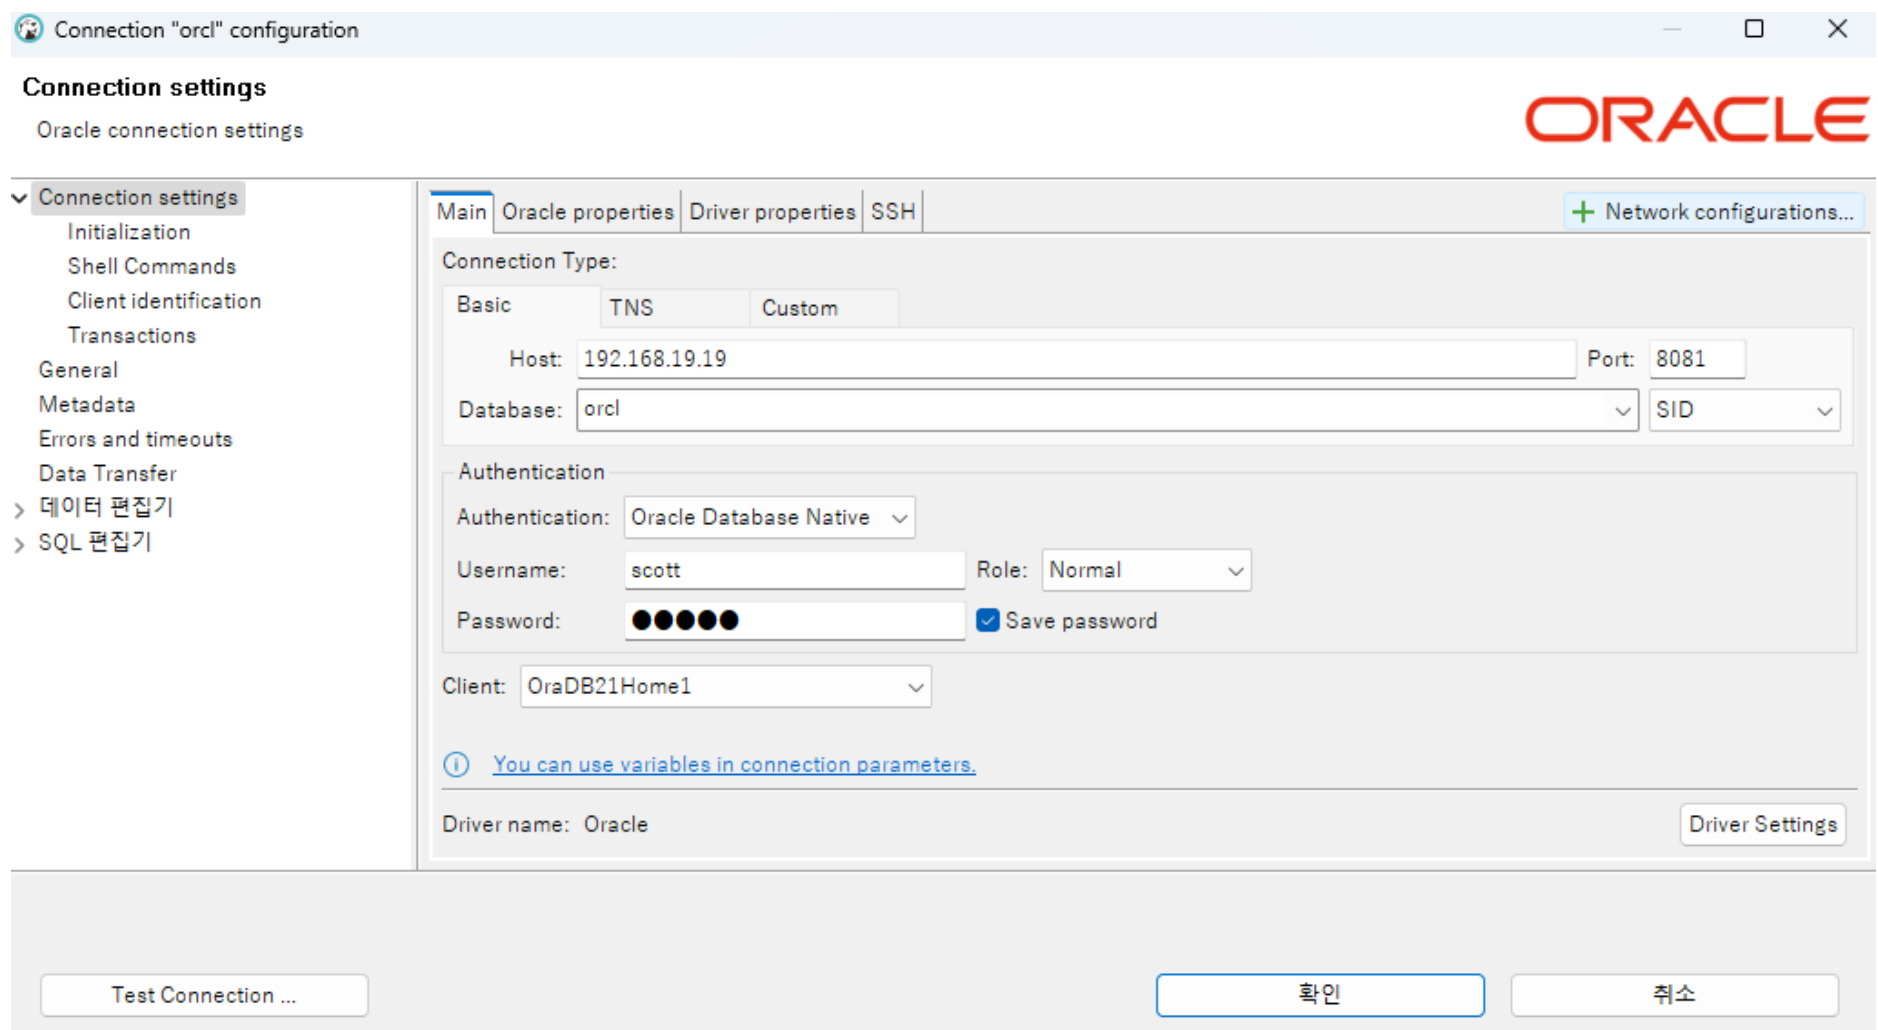 Connection "orcl" configuration
Connection settings
Oracle connection settings
ORACLE
Connection settings
Initialization
Shell Commands
Client identification
Transactions
General
Metadata
Errors and timeouts
Data Transfer
데이터 편집기
SQL 편집기
Main Oracle properties Driver properties SSH
Network configurations...
Connection Type:
Basic TNS Custom
Host: 192.168.19.19 Port: 8081
Database: orcl SID
Authentication
Authentication: Oracle Database Native
Username: scott Role: Normal
Password: ●●●●● Save password
Client: OraDB21Home1
You can use variables in connection parameters.
Driver name: Oracle Driver Settings
Test Connection ... 확인 취소